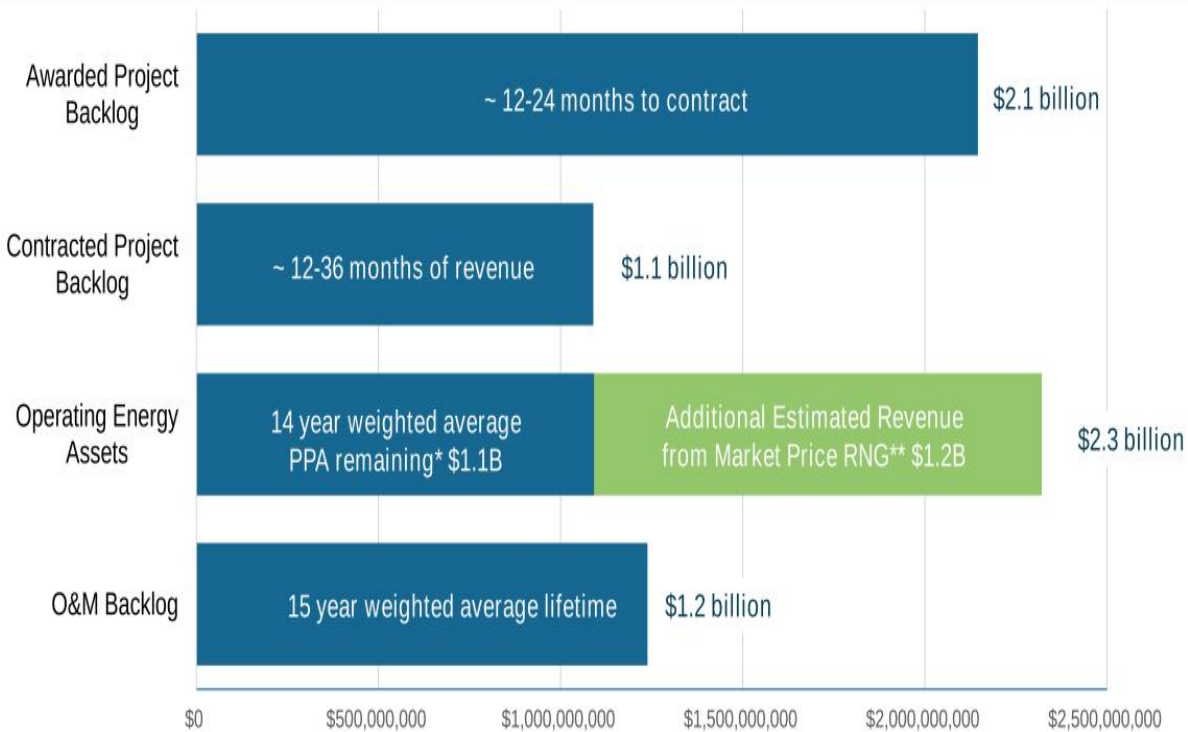 Awarded Project
Backlog
~ 12-24 months to contract
$2.1 billion
Contracted Project
Backlog
~ 12-36 months of revenue
$1.1 billion
Operating Energy
Assets
14 year weighted average
PPA remaining* $1.1B
Additional Estimated Revenue
from Market Price RNG** $1.2B
$2.3 billion
O&M Backlog
15 year weighted average lifetime
$1.2 billion
$0
$500,000,000
$1,000,000,000
$1,500,000,000
$2,000,000,000
$2,500,000,000